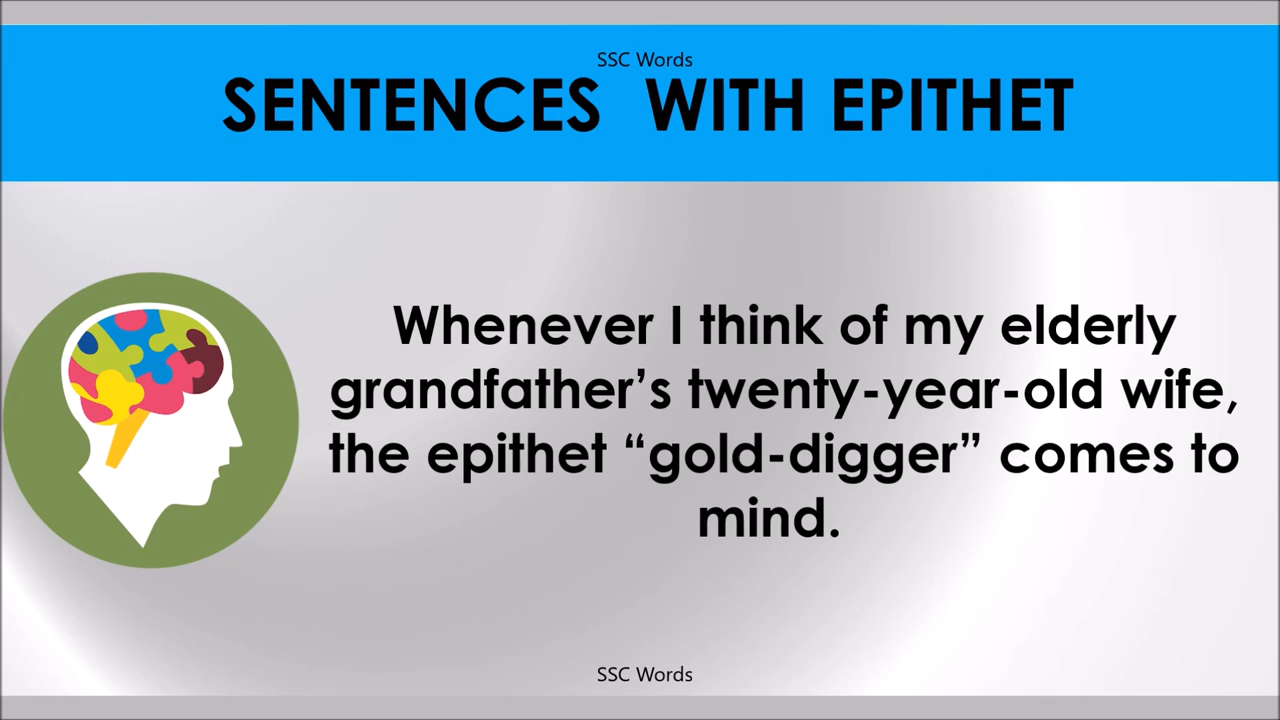 SSC Words
SENTENCES WITH EPITHET
Whenever I think of my elderly
grandfather’s twenty-year-old wife,
the epithet “gold-digger” comes to
mind.
SSC Words